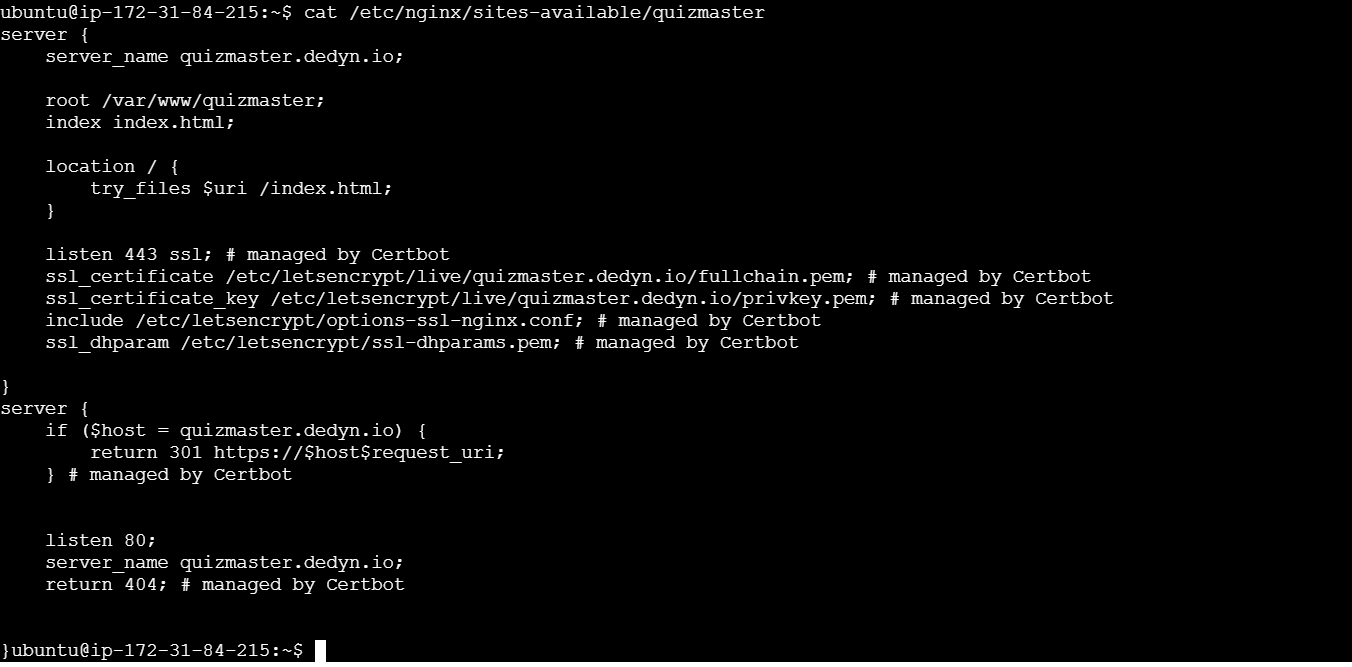 ubuntu@ip-172-31-84-215:~$ cat /etc/nginx/sites-available/quizmaster
server {
    server_name quizmaster.dedyn.io;

    root /var/www/quizmaster;
    index index.html;

    location / {
        try_files $uri /index.html;
    }

    listen 443 ssl; # managed by Certbot
    ssl_certificate /etc/letsencrypt/live/quizmaster.dedyn.io/fullchain.pem; # managed by Certbot
    ssl_certificate_key /etc/letsencrypt/live/quizmaster.dedyn.io/privkey.pem; # managed by Certbot
    include /etc/letsencrypt/options-ssl-nginx.conf; # managed by Certbot
    ssl_dhparam /etc/letsencrypt/ssl-dhparams.pem; # managed by Certbot

}
server {
    if ($host = quizmaster.dedyn.io) {
        return 301 https://$host$request_uri;
    } # managed by Certbot


    listen 80;
    server_name quizmaster.dedyn.io;
    return 404; # managed by Certbot


}ubuntu@ip-172-31-84-215:~$